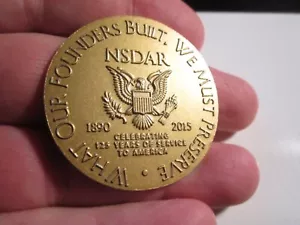 WHAT OUR FOUNDERS BUILT, WE MUST PRESERVE •
NSDAR
1890 2015
CELEBRATING
125 YEARS OF SERVICE
TO AMERICA